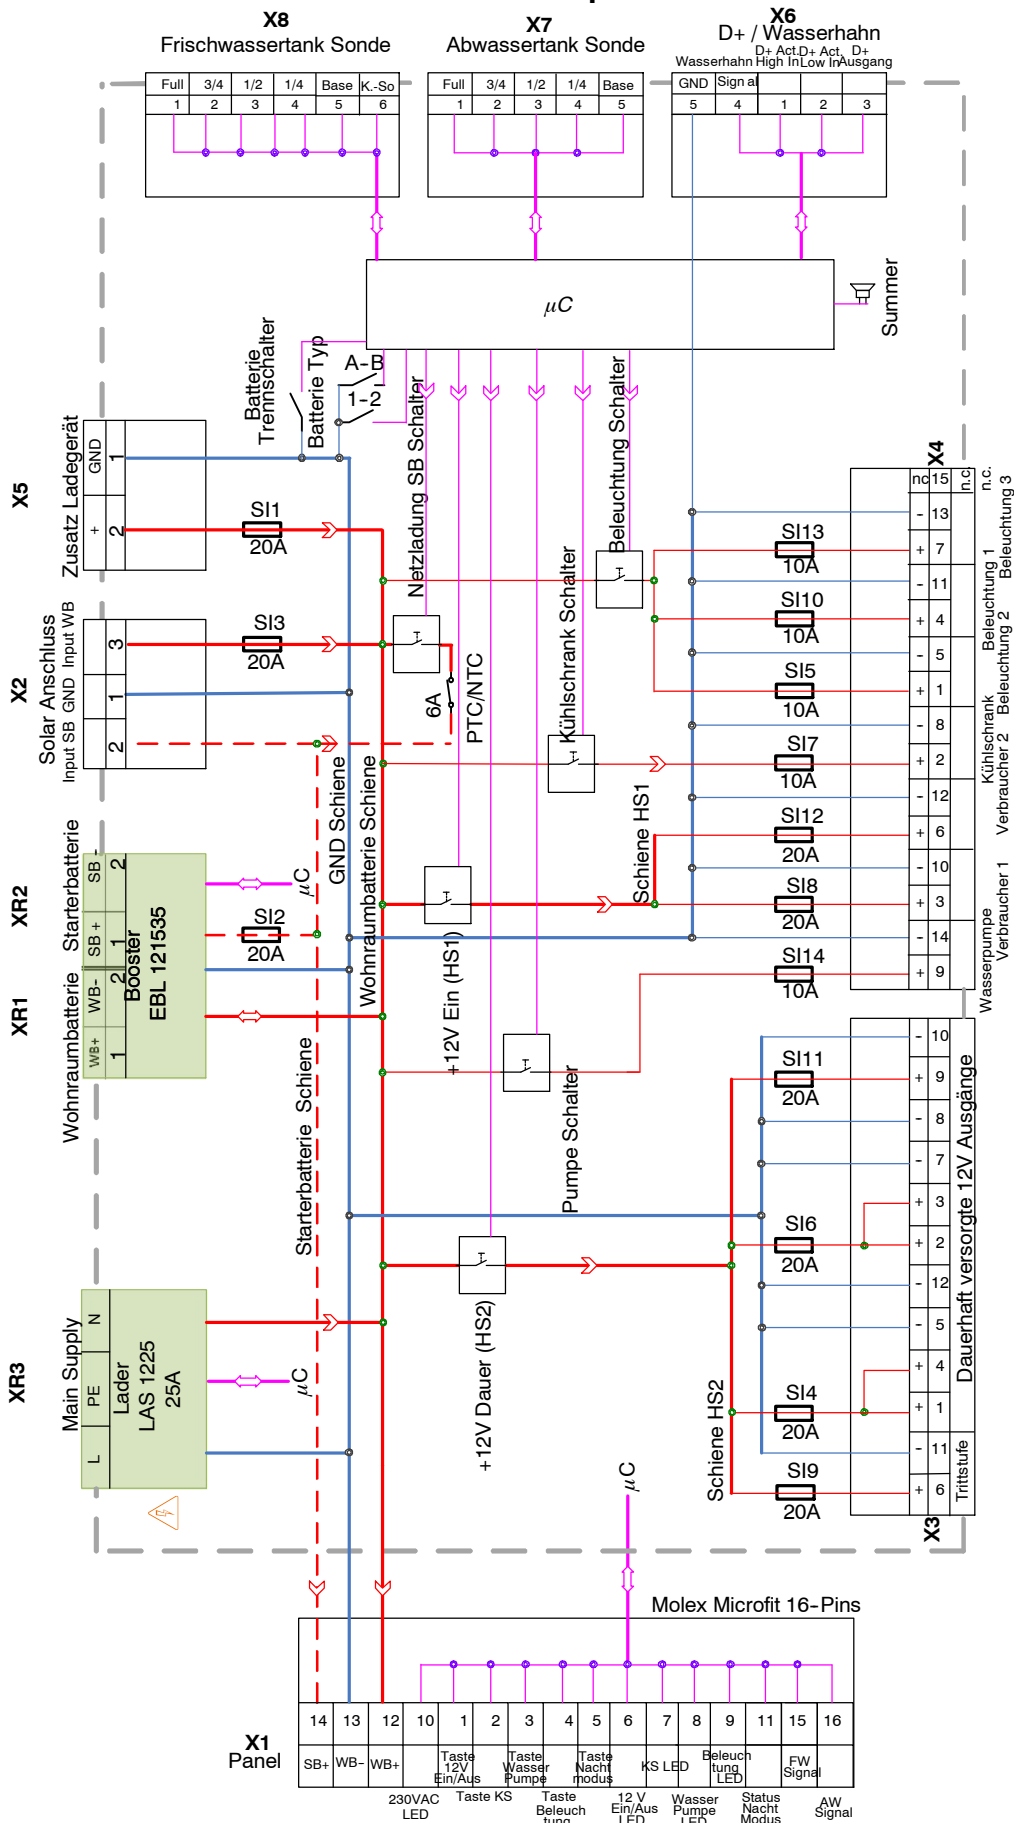 X8
Frischwassertank Sonde
X7
Abwassertank Sonde
X6
D+ / Wasserhahn
Wasserhahn
D+ Act. High In
D+ Act. Low In
D+ Ausgang
Full 3/4 1/2 1/4 Base K.-So
1 2 3 4 5 6
Full 3/4 1/2 1/4 Base
1 2 3 4 5
GND Signal
5 4 1 2 3
µC
Summer
Batterie Trennschalter
Batterie Typ
A-B
1-2
Netzladung SB Schalter
Beleuchtung Schalter
Kühlschrank Schalter
X5
Zusatz Ladegerät
GND 1
+ 2
SI1
20A
X2
Solar Anschluss
Input WB 3
GND 1
Input SB 2
SI3
20A
6A
PTC/NTC
GND Schiene
Wohnraumbatterie Schiene
Starterbatterie Schiene
XR2
Starterbatterie
SB - 2
SB + 1
XR1
Wohnraumbatterie
WB- 2
WB+ 1
Booster
EBL 121535
µC
SI2
20A
+12V Ein (HS1)
Schiene HS1
Pumpe Schalter
+12V Dauer (HS2)
Schiene HS2
XR3
Main Supply
N
PE
L
Lader
LAS 1225
25A
µC
X4
nc 15 n.c.
n.c.
- 13
SI13
10A
+ 7
Beleuchtung 3
- 11
SI10
10A
+ 4
Beleuchtung 1
- 5
SI5
10A
+ 1
Beleuchtung 2
- 8
SI7
10A
+ 2
Kühlschrank
- 12
SI12
20A
+ 6
Verbraucher 2
- 10
SI8
20A
+ 3
Verbraucher 1
- 14
SI14
10A
+ 9
Wasserpumpe
- 10
SI11
20A
+ 9
- 8
- 7
+ 3
SI6
20A
+ 2
- 12
- 5
+ 4
SI4
20A
+ 1
- 11
SI9
20A
+ 6
Dauerhaft versorgte 12V Ausgänge
Trittstufe
X3
µC
Molex Microfit 16-Pins
X1
Panel
14 13 12 10 1 2 3 4 5 6 7 8 9 11 15 16
SB+ WB- WB+
230VAC LED
Taste 12V Ein/Aus
Taste KS
Taste Wasser Pumpe
Taste Beleuchtung
Taste Nacht modus
12 V Ein/Aus LED
KS LED
Wasser Pumpe LED
Beleuchtung LED
Status Nacht Modus
FW Signal
AW Signal